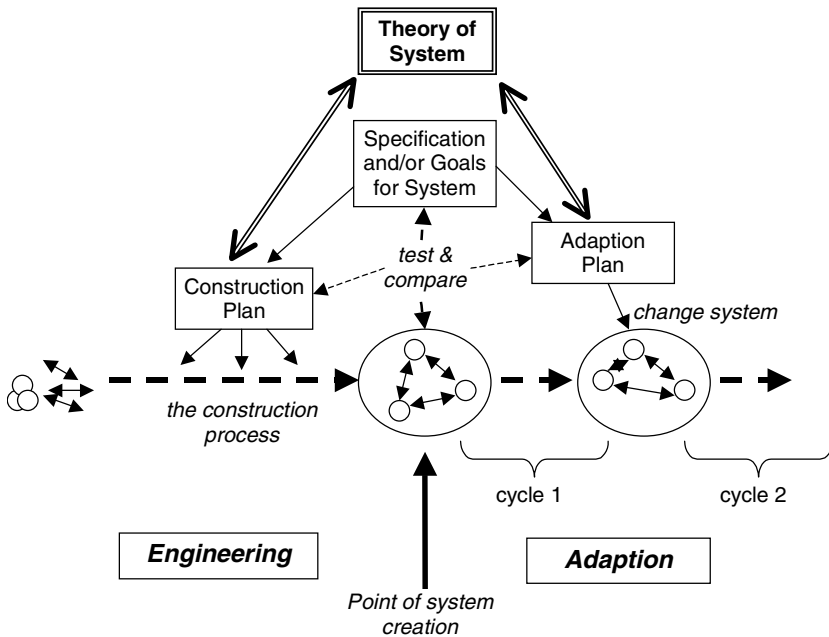 Theory of
System
Specification
and/or Goals
for System
Adaption
Plan
test &
compare
Construction
Plan
change system
the construction
process
cycle 1
cycle 2
Engineering
Adaption
Point of system
creation